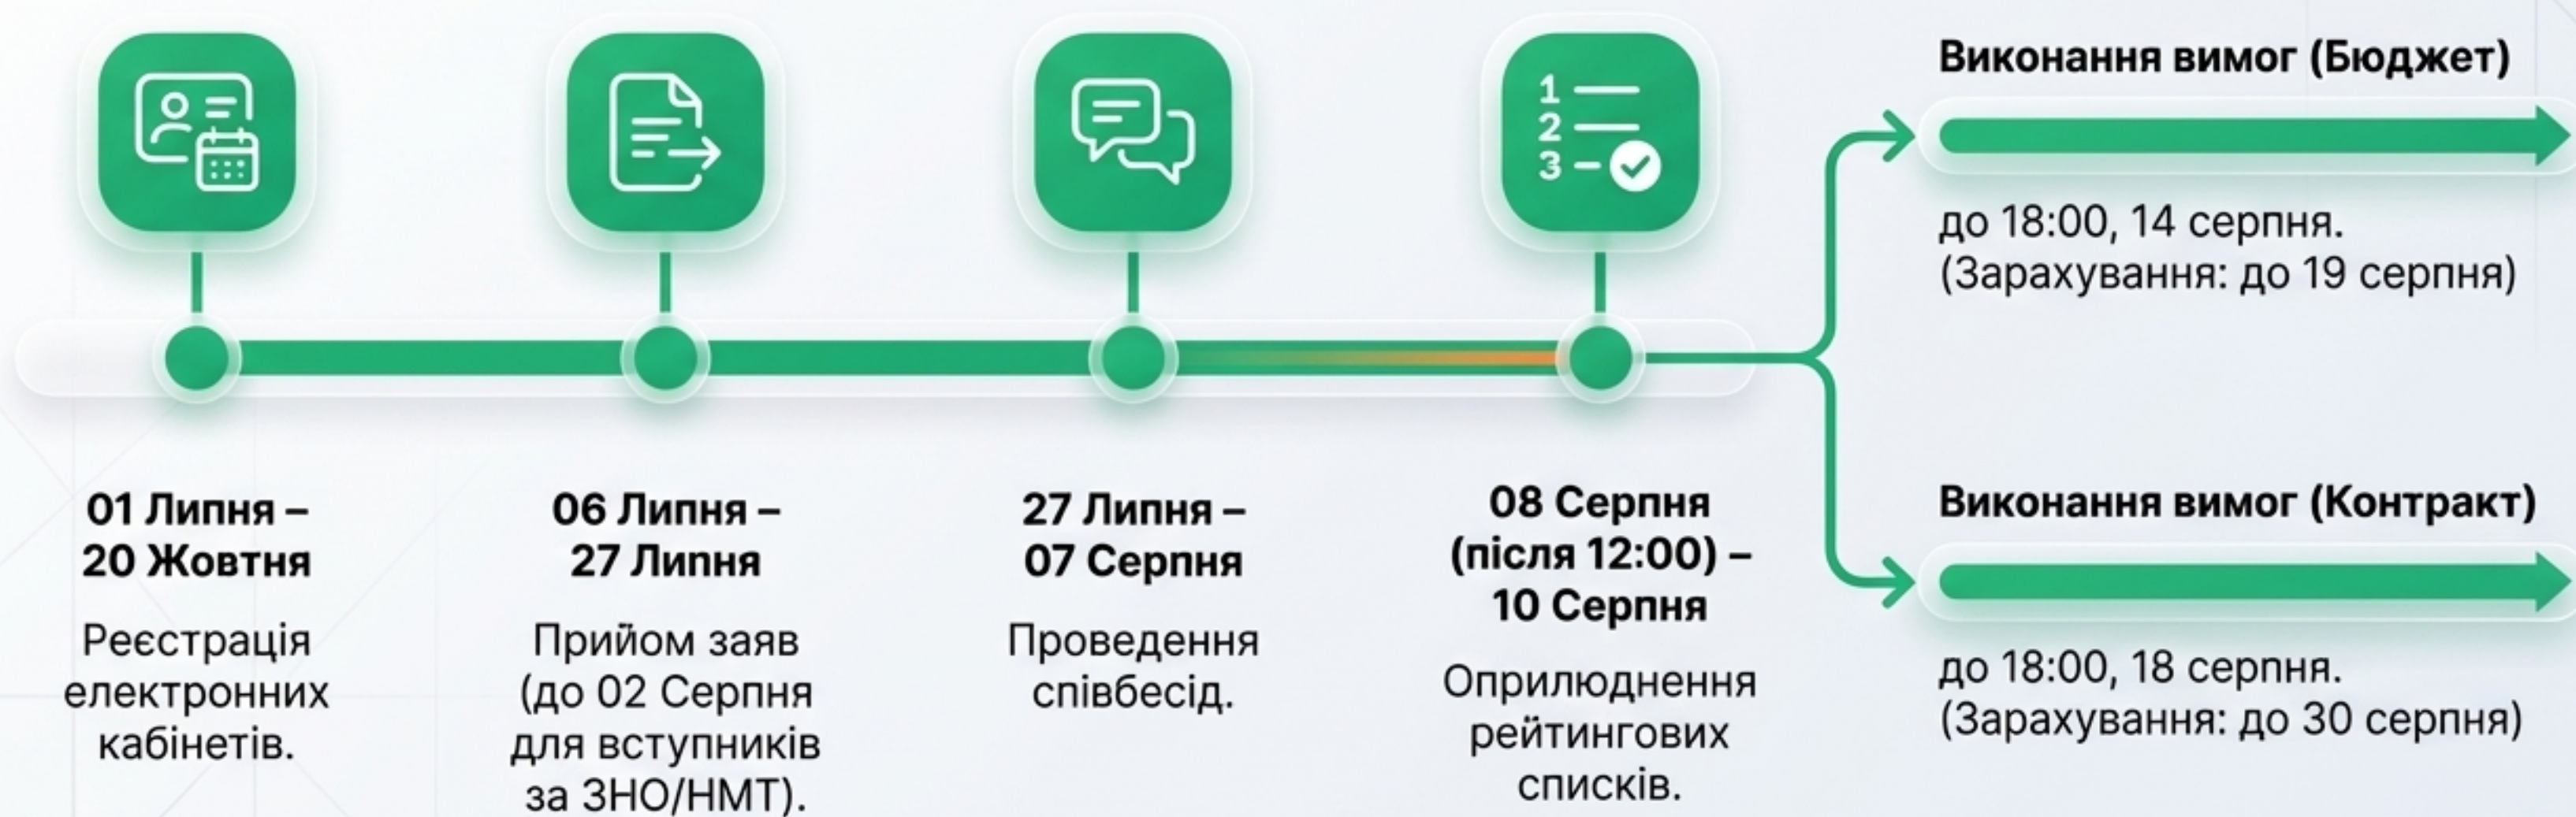 1
2
3
01 Липня –
20 Жовтня
Реєстрація
електронних
кабінетів.
06 Липня –
27 Липня
Прийом заяв
(до 02 Серпня
для вступників
за ЗНО/НМТ).
27 Липня –
07 Серпня
Проведення
співбесід.
08 Серпня
(після 12:00) –
10 Серпня
Оприлюднення
рейтингових
списків.
Виконання вимог (Бюджет)
до 18:00, 14 серпня.
(Зарахування: до 19 серпня)
Виконання вимог (Контракт)
до 18:00, 18 серпня.
(Зарахування: до 30 серпня)